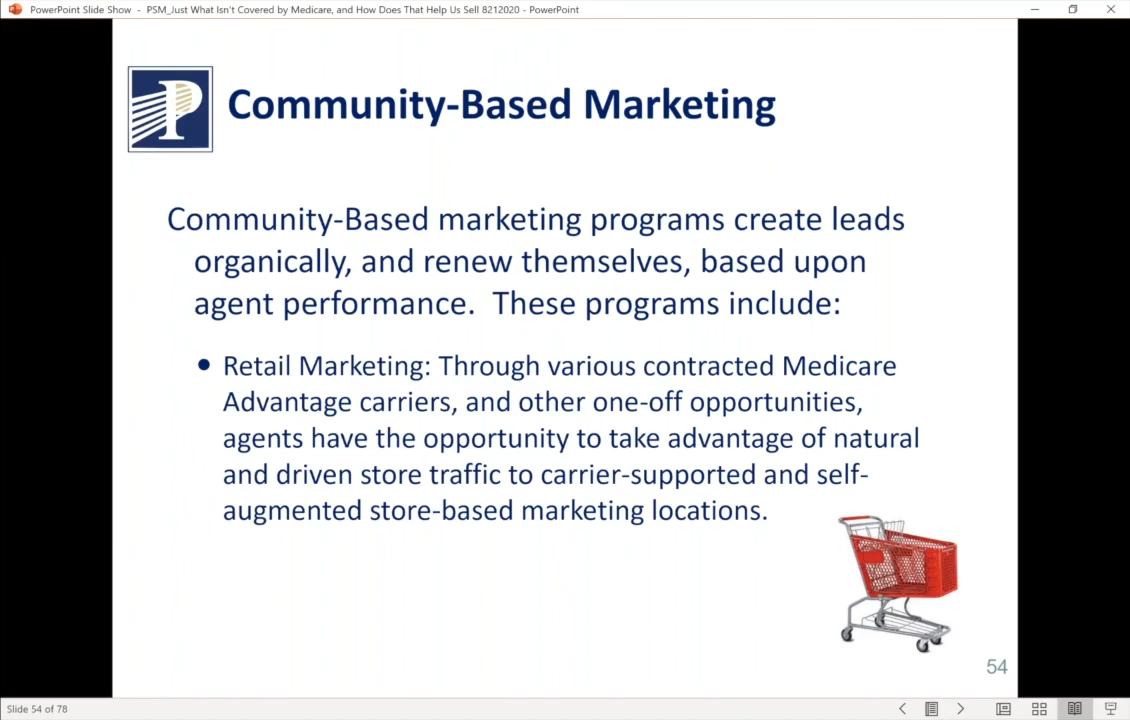 PowerPoint Slide Show - PSM_Just What Isn't Covered by Medicare, and How Does That Help Us Sell 8212020 - PowerPoint
P
Community-Based Marketing
Community-Based marketing programs create leads
organically, and renew themselves, based upon
agent performance. These programs include:
• Retail Marketing: Through various contracted Medicare
Advantage carriers, and other one-off opportunities,
agents have the opportunity to take advantage of natural
and driven store traffic to carrier-supported and self-
augmented store-based marketing locations.
54
Slide 54 of 78